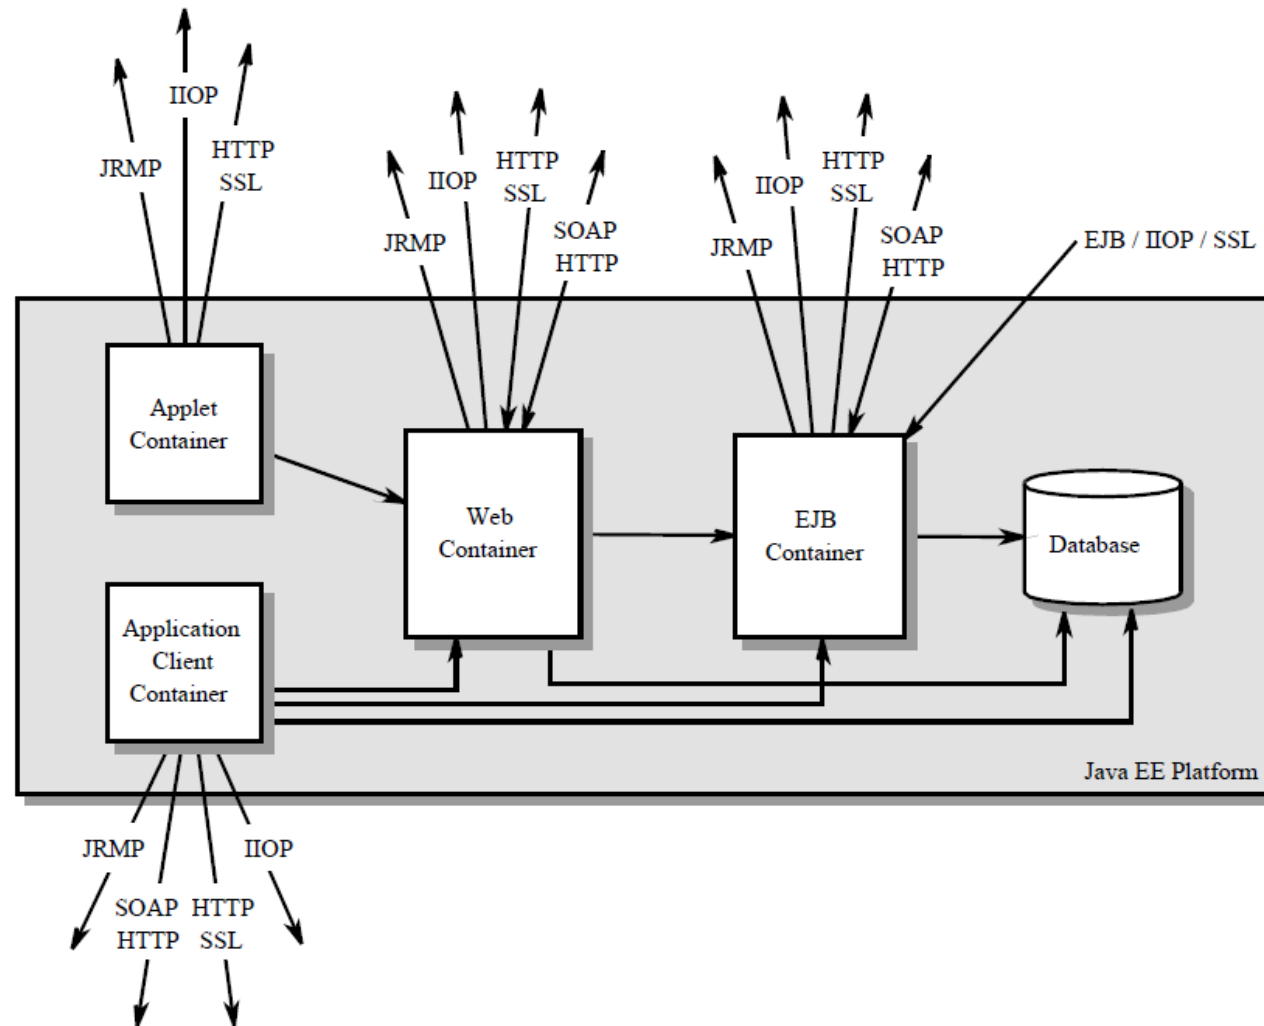 IIOP
JRMP
HTTP
SSL
JRMP
IIOP
HTTP
SSL
SOAP
HTTP
JRMP
IIOP
HTTP
SSL
SOAP
HTTP
EJB / IIOP / SSL
Applet
Container
Web
Container
EJB
Container
Database
Application
Client
Container
Java EE Platform
JRMP
SOAP
HTTP
HTTP
SSL
IIOP